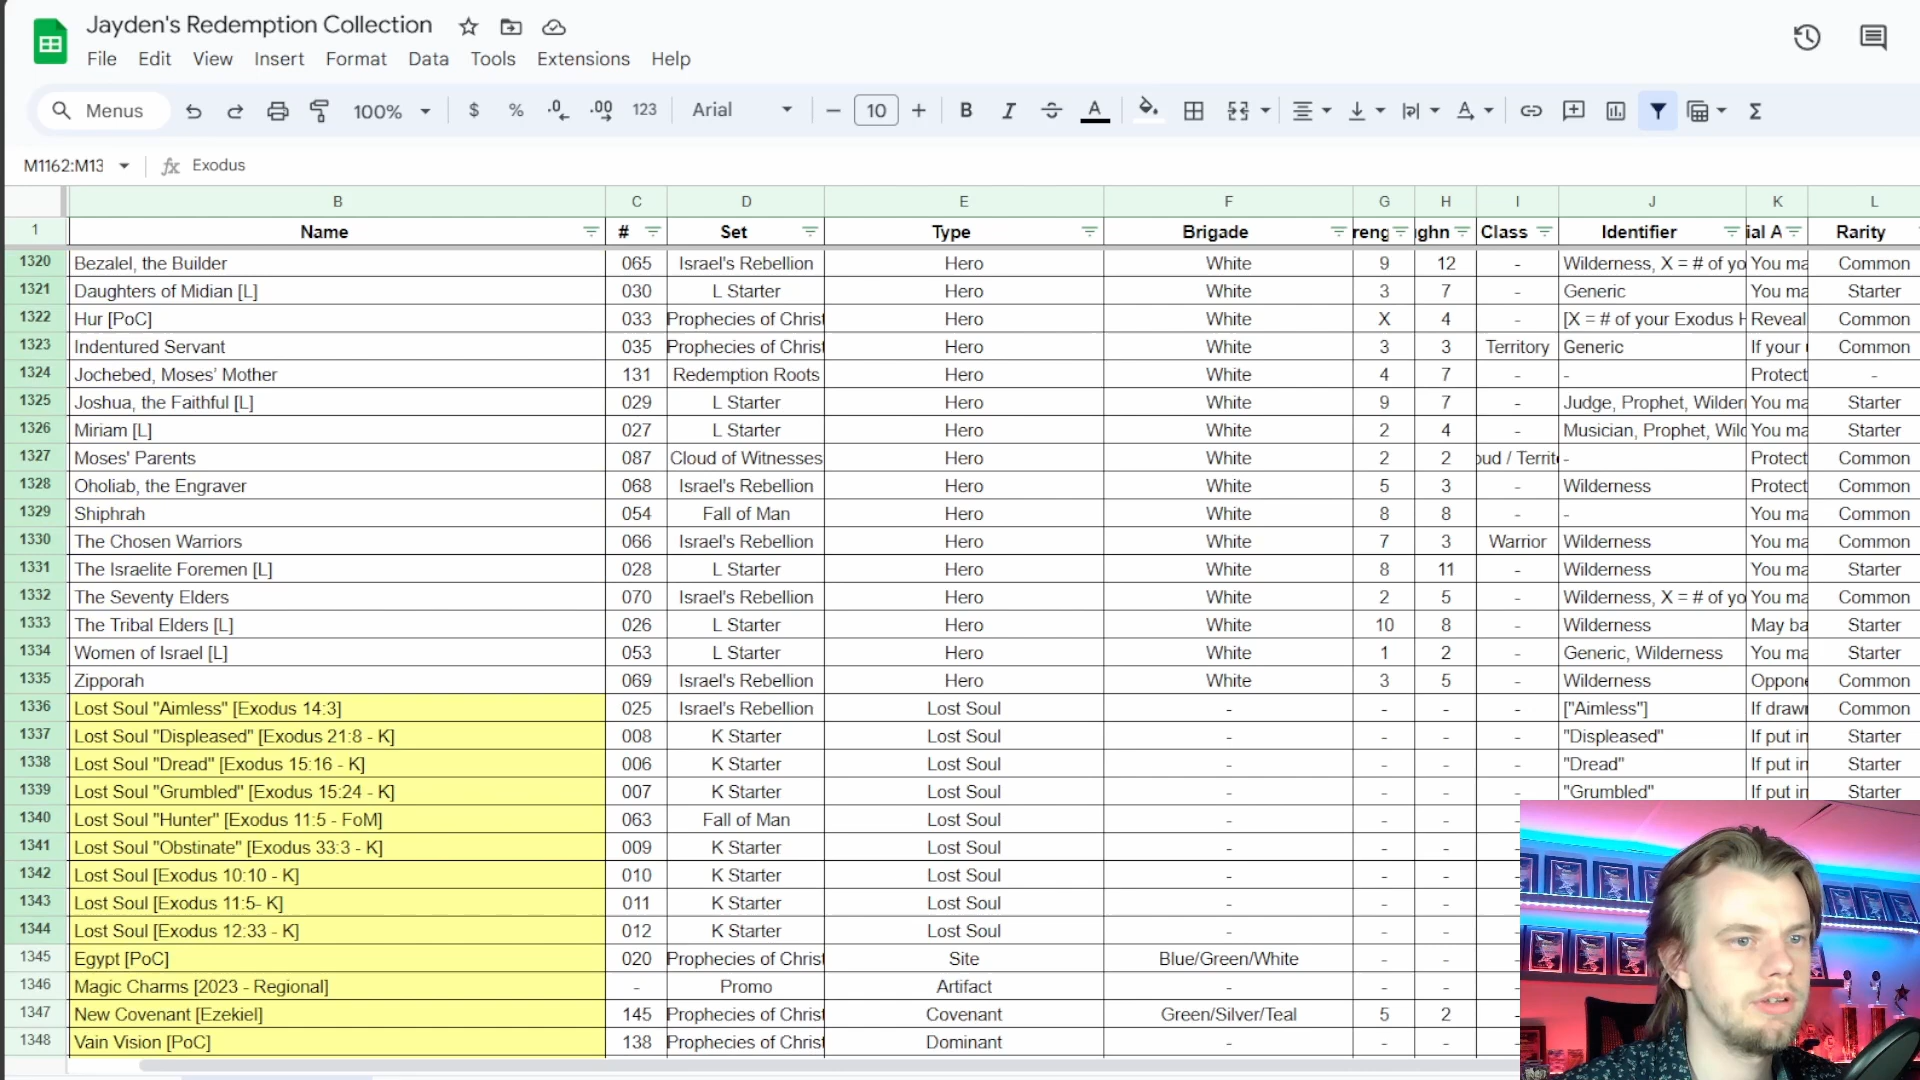 Jayden's Redemption Collection
File Edit View Insert Format Data Tools Extensions Help
Menus 100% $ % .0 .00 123 Arial 10 B I A Σ
M1162:M13 fx Exodus
B C D E F G H I J K L
1 Name # Set Type Brigade reng ghn Class Identifier ial A Rarity
1320 Bezalel, the Builder 065 Israel's Rebellion Hero White 9 12 - Wilderness, X = # of yo You ma Common
1321 Daughters of Midian [L] 030 L Starter Hero White 3 7 - Generic You ma Starter
1322 Hur [PoC] 033 Prophecies of Christ Hero White X 4 - [X = # of your Exodus H Reveal Common
1323 Indentured Servant 035 Prophecies of Christ Hero White 3 3 Territory Generic If your Common
1324 Jochebed, Moses’ Mother 131 Redemption Roots Hero White 4 7 - - Protect -
1325 Joshua, the Faithful [L] 029 L Starter Hero White 9 7 - Judge, Prophet, Wilder You ma Starter
1326 Miriam [L] 027 L Starter Hero White 2 4 - Musician, Prophet, Wild You ma Starter
1327 Moses' Parents 087 Cloud of Witnesses Hero White 2 2 oud / Territo - Protect Common
1328 Oholiab, the Engraver 068 Israel's Rebellion Hero White 5 3 - Wilderness Protect Common
1329 Shiphrah 054 Fall of Man Hero White 8 8 - - You ma Common
1330 The Chosen Warriors 066 Israel's Rebellion Hero White 7 3 Warrior Wilderness You ma Common
1331 The Israelite Foremen [L] 028 L Starter Hero White 8 11 - Wilderness You ma Starter
1332 The Seventy Elders 070 Israel's Rebellion Hero White 2 5 - Wilderness, X = # of yo You ma Common
1333 The Tribal Elders [L] 026 L Starter Hero White 10 8 - Wilderness May ba Starter
1334 Women of Israel [L] 053 L Starter Hero White 1 2 - Generic, Wilderness You ma Starter
1335 Zipporah 069 Israel's Rebellion Hero White 3 5 - Wilderness Oppone Common
1336 Lost Soul "Aimless" [Exodus 14:3] 025 Israel's Rebellion Lost Soul - - - - ["Aimless"] If drawn Common
1337 Lost Soul "Displeased" [Exodus 21:8 - K] 008 K Starter Lost Soul - - - - "Displeased" If put in Starter
1338 Lost Soul "Dread" [Exodus 15:16 - K] 006 K Starter Lost Soul - - - - "Dread" If put in Starter
1339 Lost Soul "Grumbled" [Exodus 15:24 - K] 007 K Starter Lost Soul - - - - "Grumbled" If put in Starter
1340 Lost Soul "Hunter" [Exodus 11:5 - FoM] 063 Fall of Man Lost Soul - - - -
1341 Lost Soul "Obstinate" [Exodus 33:3 - K] 009 K Starter Lost Soul - - - -
1342 Lost Soul [Exodus 10:10 - K] 010 K Starter Lost Soul - - - -
1343 Lost Soul [Exodus 11:5- K] 011 K Starter Lost Soul - - - -
1344 Lost Soul [Exodus 12:33 - K] 012 K Starter Lost Soul - - - -
1345 Egypt [PoC] 020 Prophecies of Christ Site Blue/Green/White - - -
1346 Magic Charms [2023 - Regional] - Promo Artifact - - - -
1347 New Covenant [Ezekiel] 145 Prophecies of Christ Covenant Green/Silver/Teal 5 2 -
1348 Vain Vision [PoC] 138 Prophecies of Christ Dominant - - - -